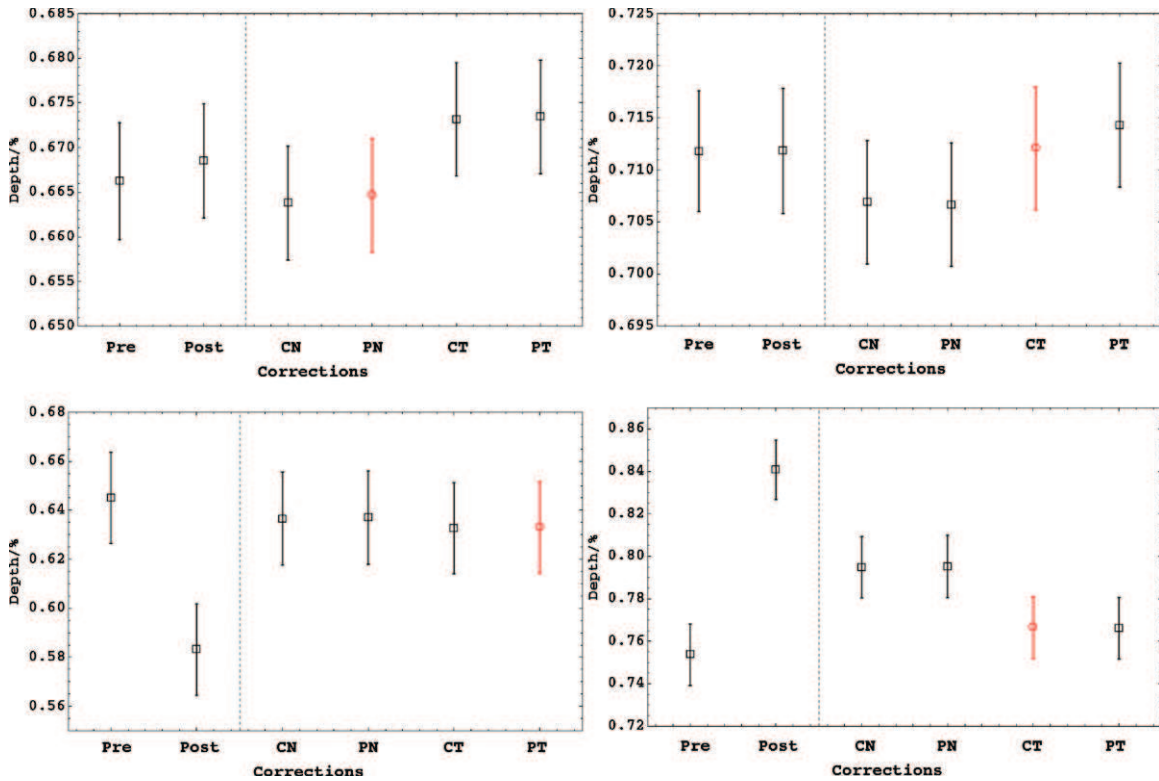 0.685
0.680
0.675
0.670
0.665
0.660
0.655
0.650
Depth/%
Pre Post CN PN CT PT
Corrections
0.725
0.720
0.715
0.710
0.705
0.700
0.695
Depth/%
Pre Post CN PN CT PT
Corrections
0.68
0.66
0.64
0.62
0.60
0.58
0.56
Depth/%
Pre Post CN PN CT PT
Corrections
0.86
0.84
0.82
0.80
0.78
0.76
0.74
0.72
Depth/%
Pre Post CN PN CT PT
Corrections